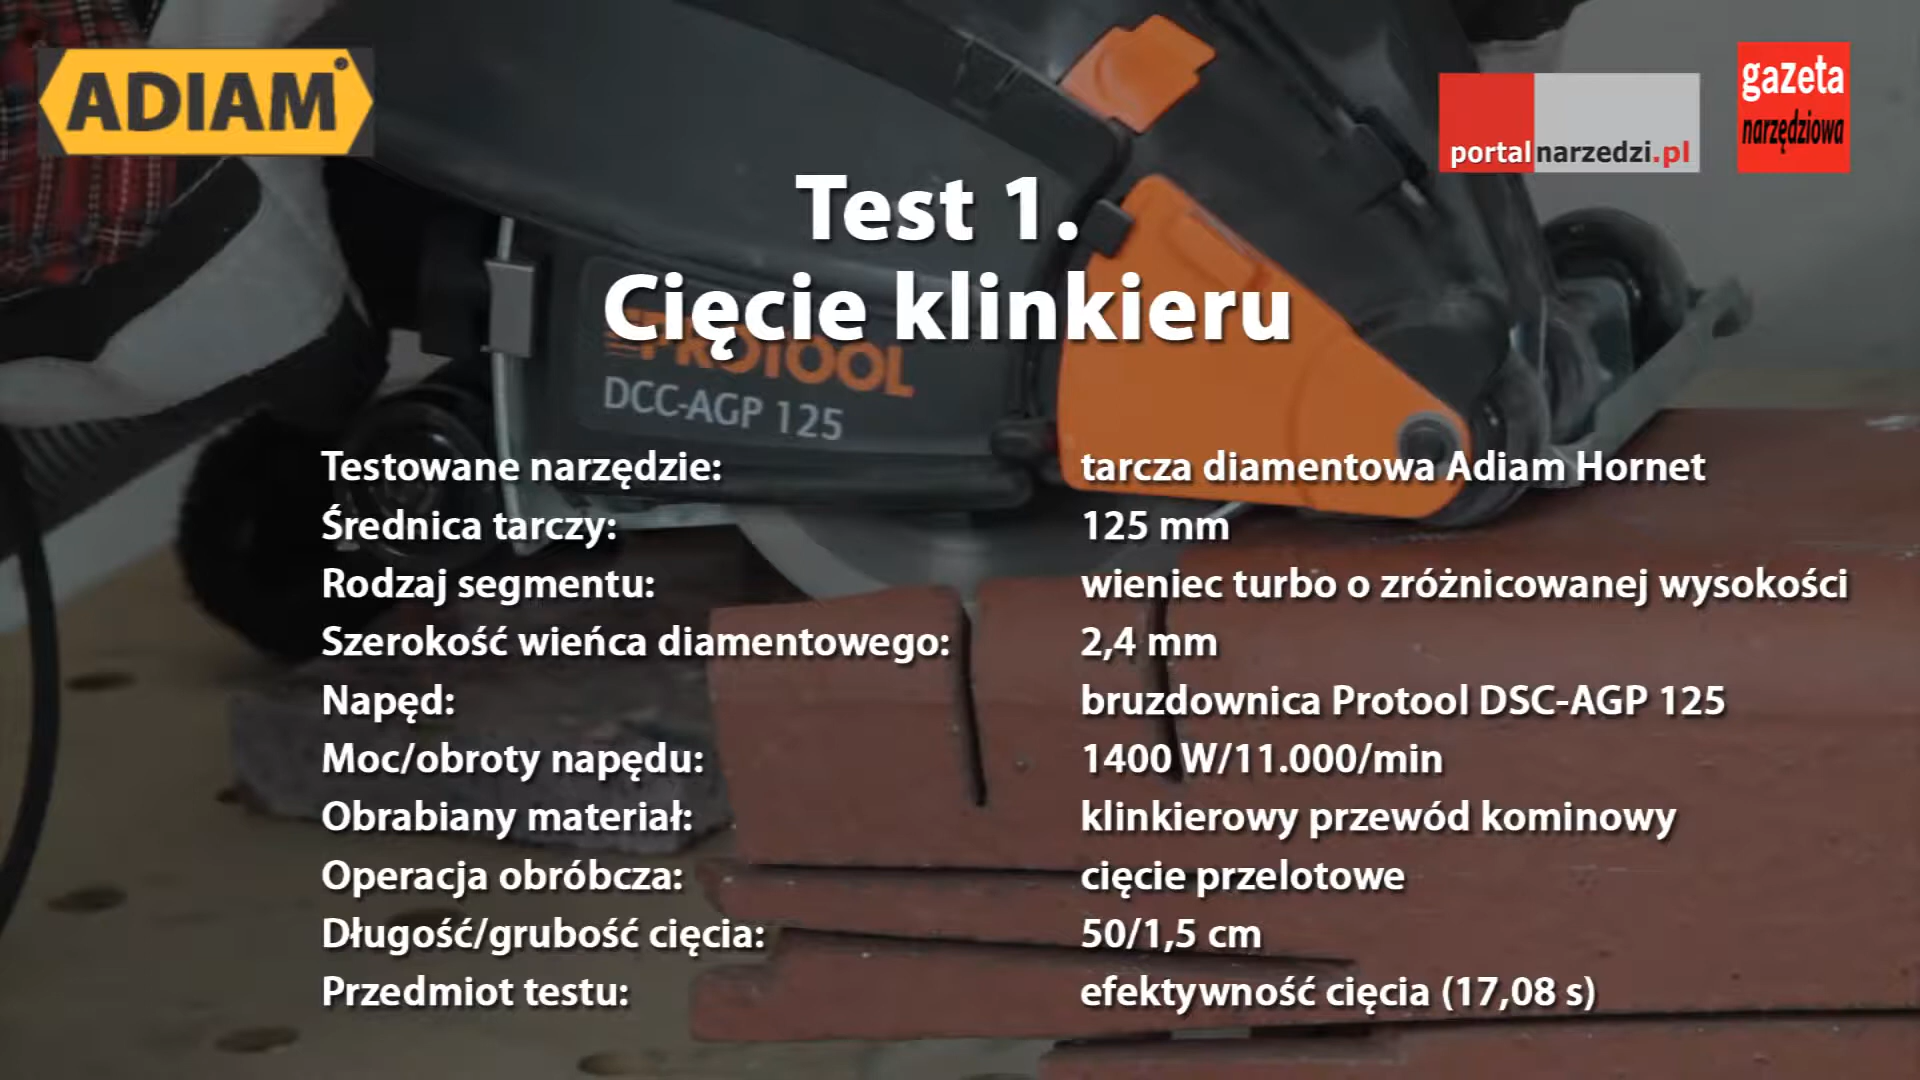 ADIAM
portalnarzedzi.pl
gazeta
narzędziowa
Test 1.
Cięcie klinkieru
PROTOOL
DCC-AGP 125
Testowane narzędzie: tarcza diamentowa Adiam Hornet
Średnica tarczy: 125 mm
Rodzaj segmentu: wieniec turbo o zróżnicowanej wysokości
Szerokość wieńca diamentowego: 2,4 mm
Napęd: bruzdownica Protool DSC-AGP 125
Moc/obroty napędu: 1400 W/11.000/min
Obrabiany materiał: klinkierowy przewód kominowy
Operacja obróbcza: cięcie przelotowe
Długość/grubość cięcia: 50/1,5 cm
Przedmiot testu: efektywność cięcia (17,08 s)